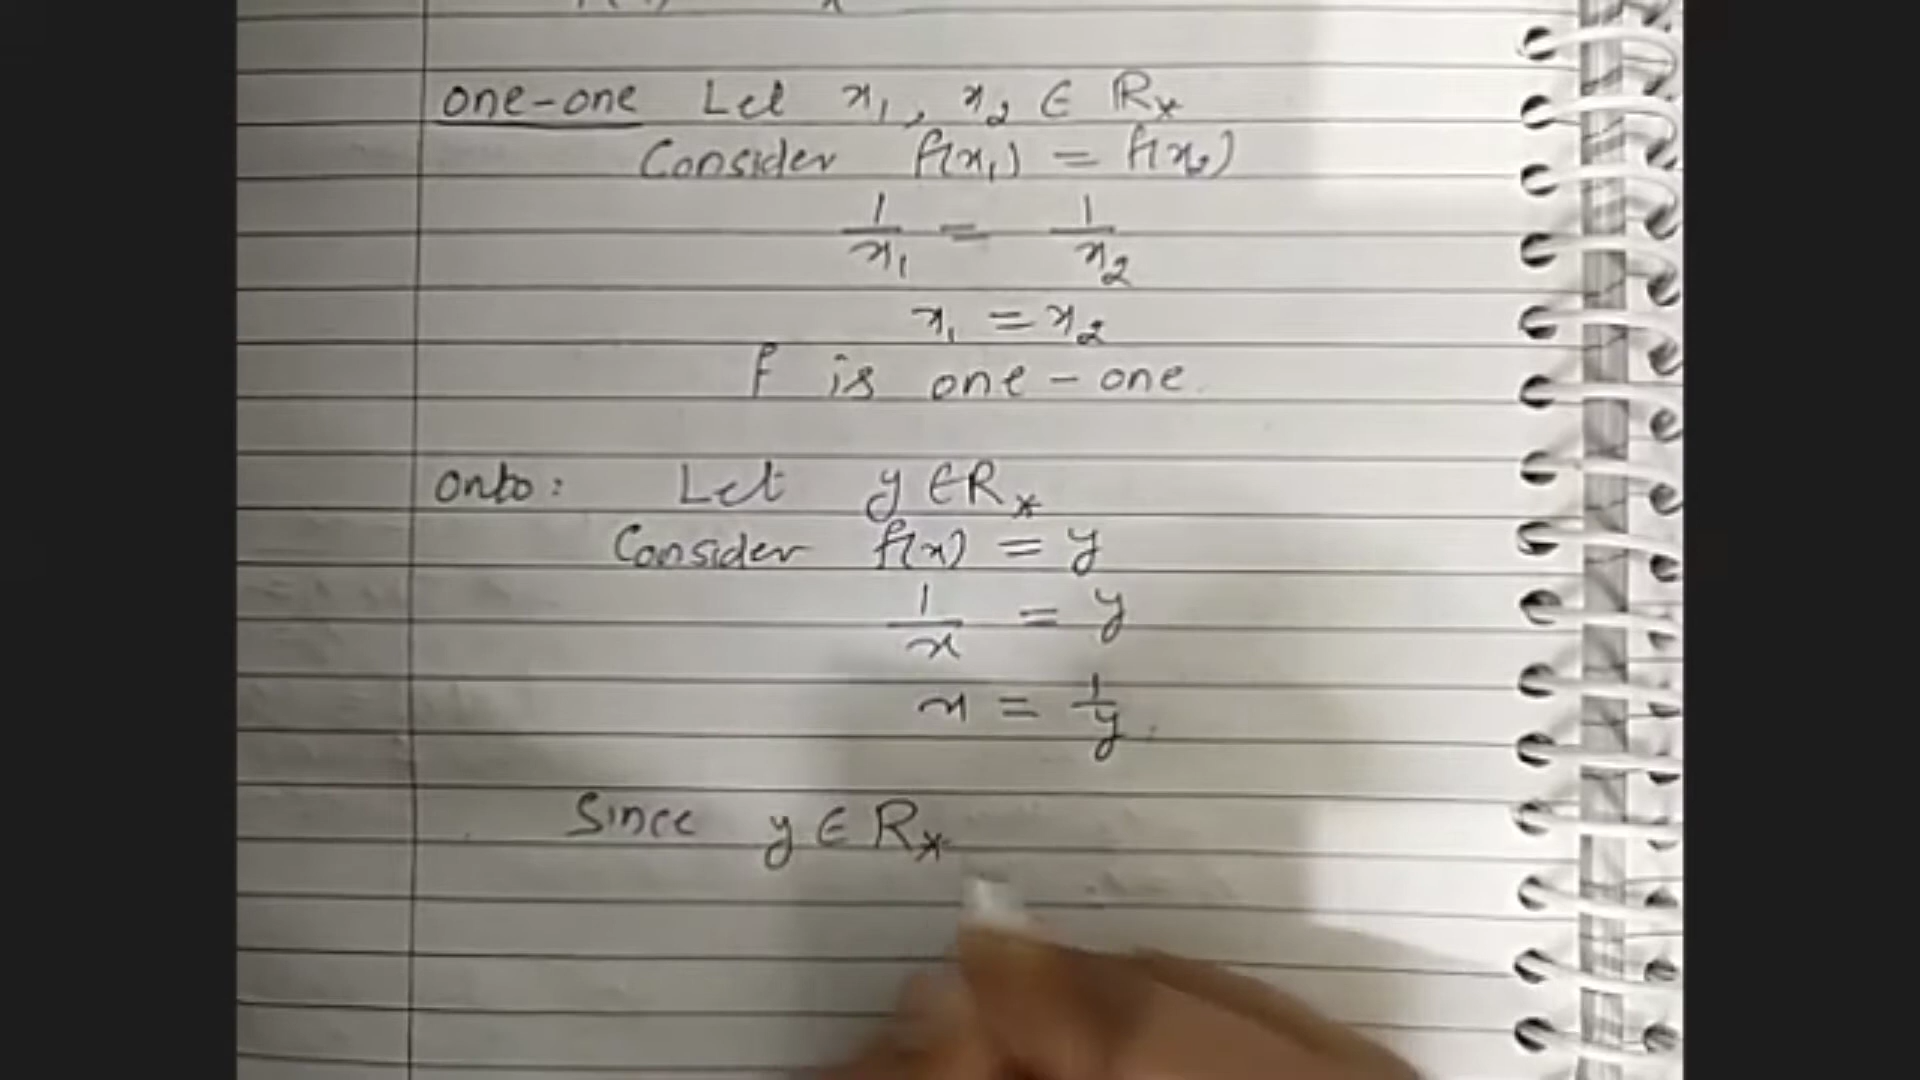 one-one Let x₁, x₂ ∈ R*
Consider f(x₁) = f(x₂)
1/x₁ = 1/x₂
x₁ = x₂
f is one-one.
onto: Let y ∈ R*
Consider f(x) = y
1/x = y
x = 1/y.
Since y ∈ R*